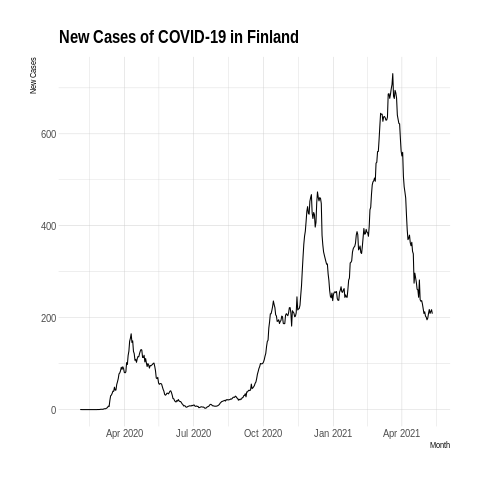 New Cases of COVID-19 in Finland
New Cases
600
400
200
0
Apr 2020 Jul 2020 Oct 2020 Jan 2021 Apr 2021
Month